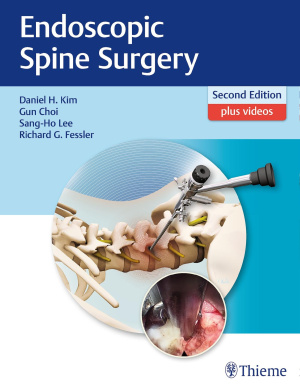 Endoscopic
Spine Surgery
Daniel H. Kim
Gun Choi
Sang-Ho Lee
Richard G. Fessler
Second Edition
plus videos
Thieme